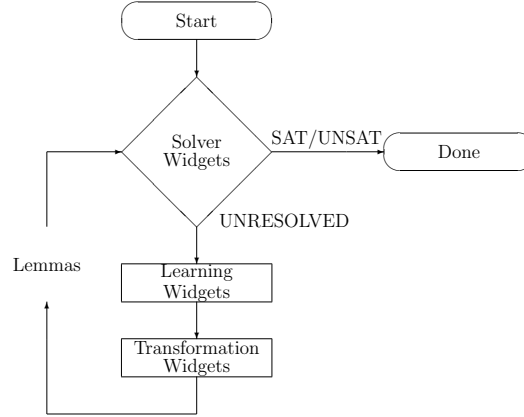 Start
Solver
Widgets
SAT/UNSAT
Done
UNRESOLVED
Lemmas
Learning
Widgets
Transformation
Widgets